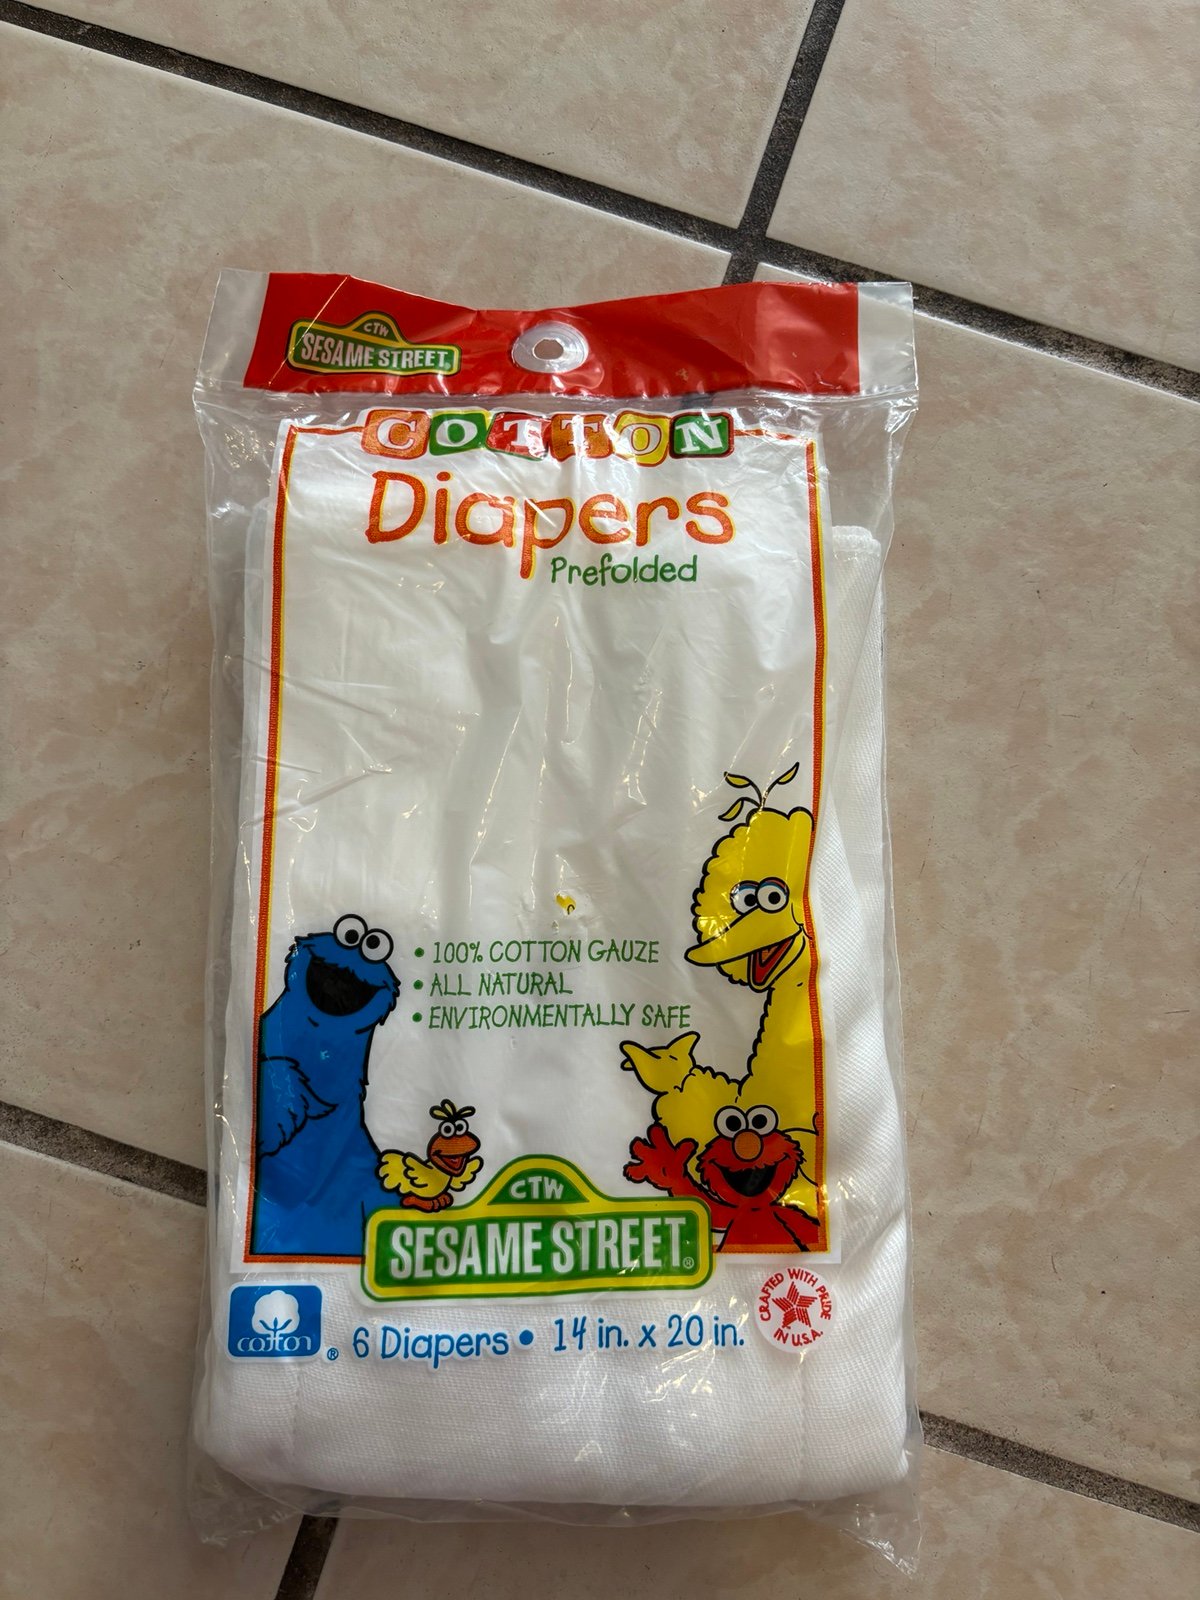 CTW
SESAME STREET®
COTTON
Diapers
Prefolded
• 100% COTTON GAUZE
• ALL NATURAL
• ENVIRONMENTALLY SAFE
CTW
SESAME STREET®
cotton®
6 Diapers • 14 in. x 20 in.
CRAFTED WITH PRIDE
IN U.S.A.